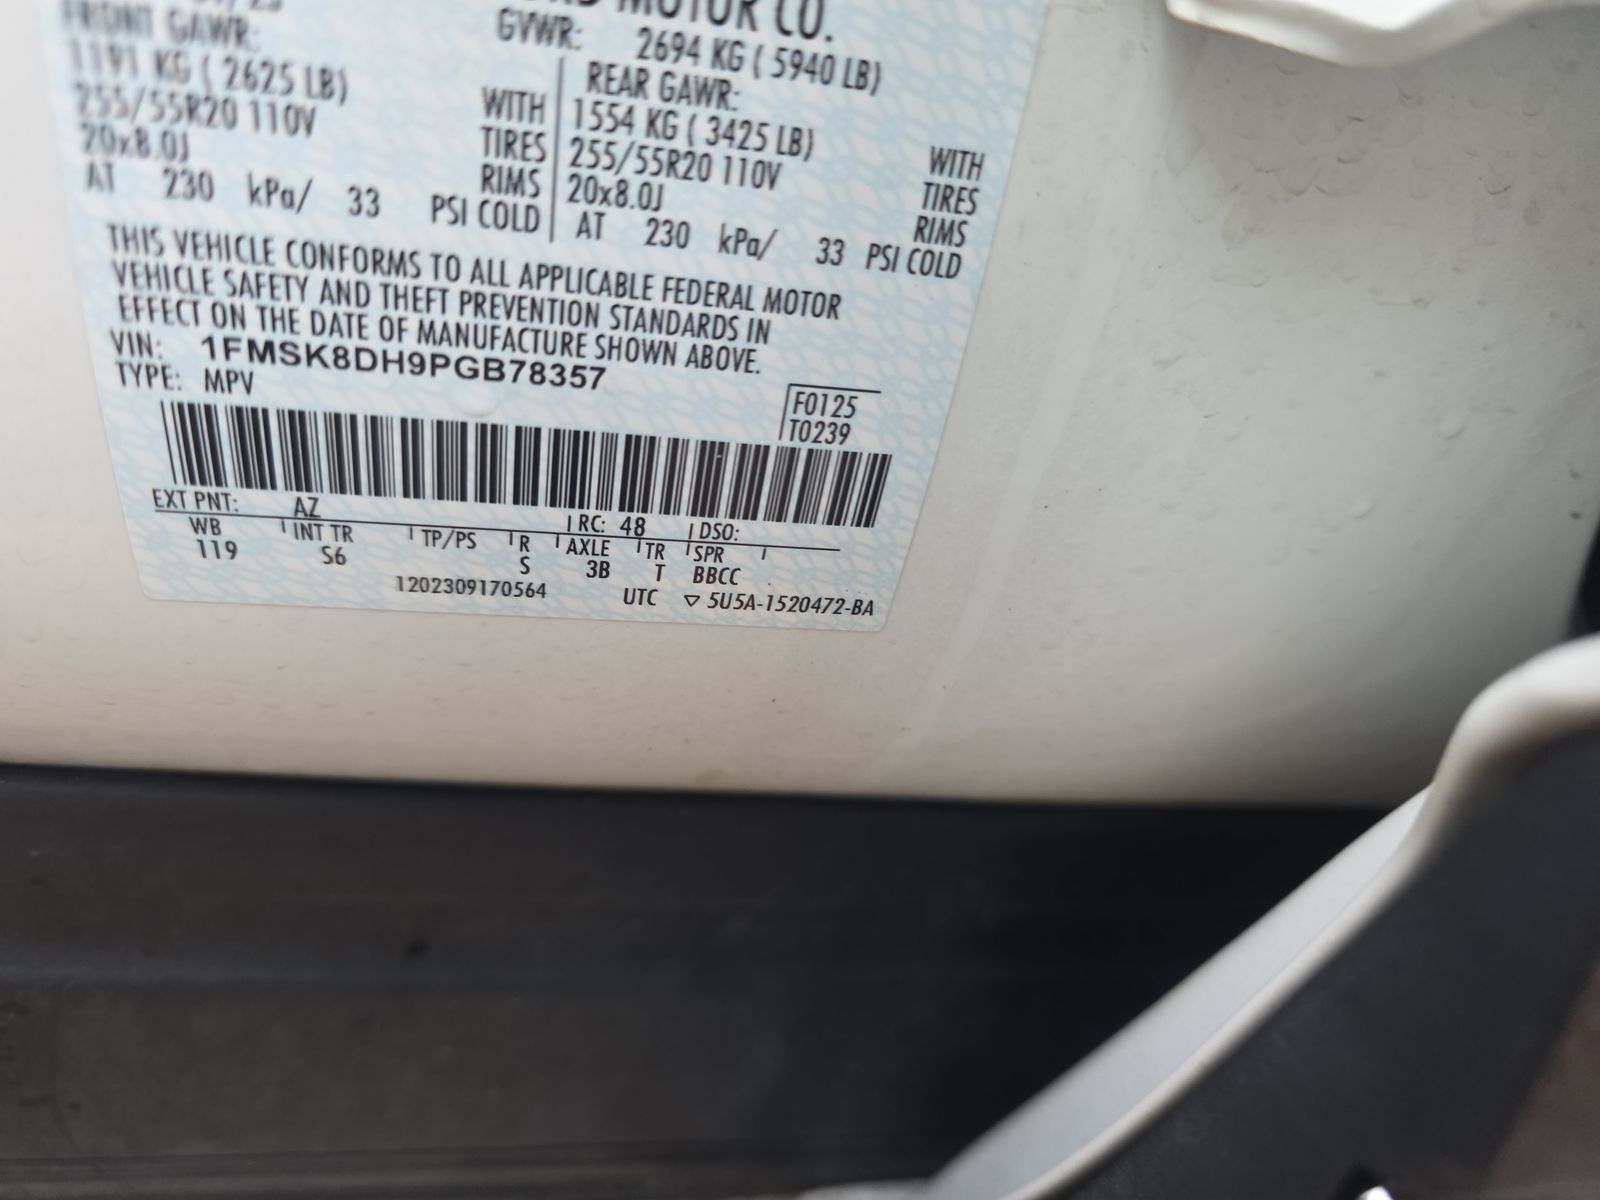 MOTOR CO.
FRONT GAWR: GVWR: 2694 KG ( 5940 LB)
1191 KG ( 2625 LB) WITH REAR GAWR:
255/55R20 110V TIRES 1554 KG ( 3425 LB) WITH
20x8.0J RIMS 255/55R20 110V TIRES
AT 230 kPa/ 33 PSI COLD 20x8.0J RIMS
AT 230 kPa/ 33 PSI COLD
THIS VEHICLE CONFORMS TO ALL APPLICABLE FEDERAL MOTOR
VEHICLE SAFETY AND THEFT PREVENTION STANDARDS IN
EFFECT ON THE DATE OF MANUFACTURE SHOWN ABOVE.
VIN: 1FMSK8DH9PGB78357
TYPE: MPV
F0125
T0239
EXT PNT: AZ RC: 48 DSO:
WB INT TR TP/PS R AXLE TR SPR
119 S6 S 3B T BBCC
1202309170564 UTC ▽ 5U5A-1520472-BA